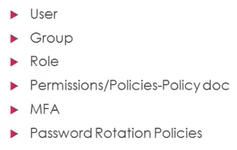 User
Group
Role
Permissions/Policies-Policy doc
MFA
Password Rotation Policies